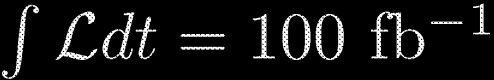 ∫ ℒdt = 100 fb⁻¹